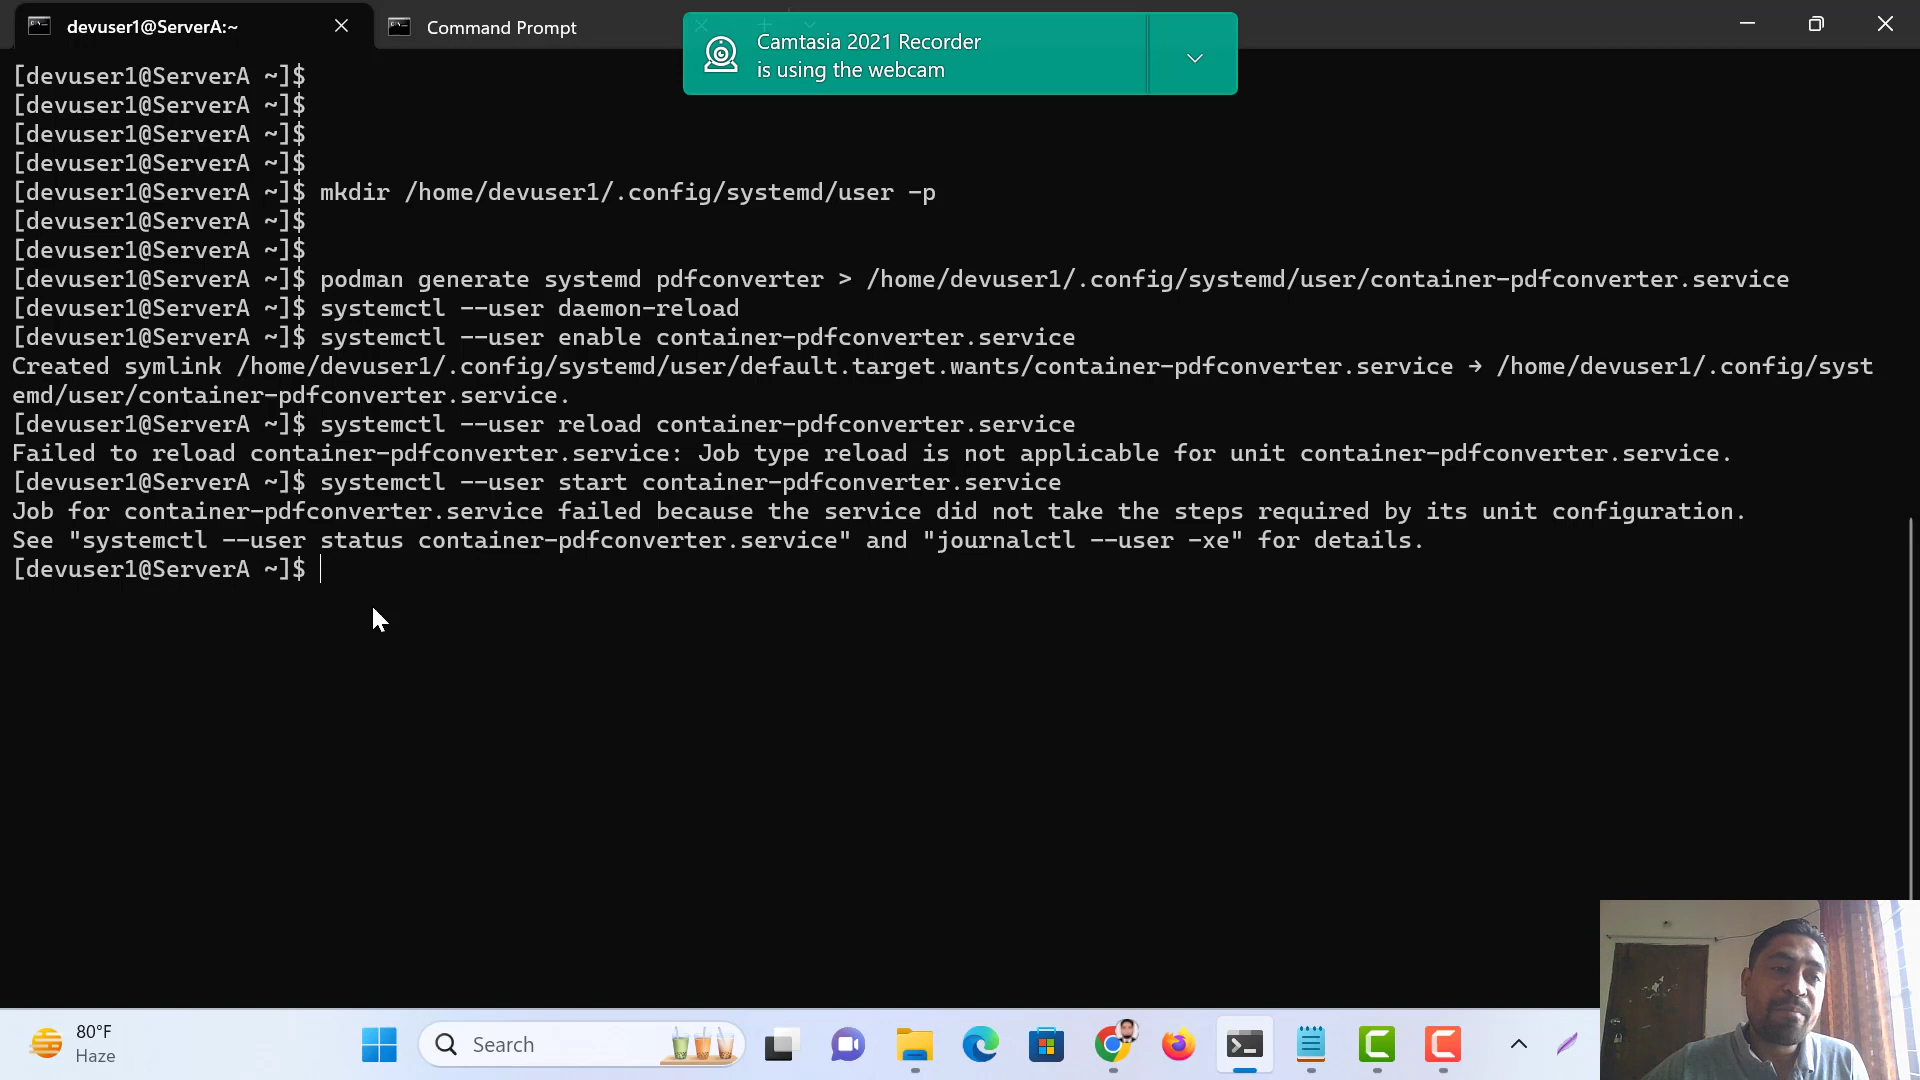 devuser1@ServerA:~
Command Prompt
Camtasia 2021 Recorder
is using the webcam
[devuser1@ServerA ~]$
[devuser1@ServerA ~]$
[devuser1@ServerA ~]$
[devuser1@ServerA ~]$
[devuser1@ServerA ~]$ mkdir /home/devuser1/.config/systemd/user -p
[devuser1@ServerA ~]$
[devuser1@ServerA ~]$
[devuser1@ServerA ~]$ podman generate systemd pdfconverter > /home/devuser1/.config/systemd/user/container-pdfconverter.service
[devuser1@ServerA ~]$ systemctl --user daemon-reload
[devuser1@ServerA ~]$ systemctl --user enable container-pdfconverter.service
Created symlink /home/devuser1/.config/systemd/user/default.target.wants/container-pdfconverter.service → /home/devuser1/.config/syst
emd/user/container-pdfconverter.service.
[devuser1@ServerA ~]$ systemctl --user reload container-pdfconverter.service
Failed to reload container-pdfconverter.service: Job type reload is not applicable for unit container-pdfconverter.service.
[devuser1@ServerA ~]$ systemctl --user start container-pdfconverter.service
Job for container-pdfconverter.service failed because the service did not take the steps required by its unit configuration.
See "systemctl --user status container-pdfconverter.service" and "journalctl --user -xe" for details.
[devuser1@ServerA ~]$
80°F
Haze
Search